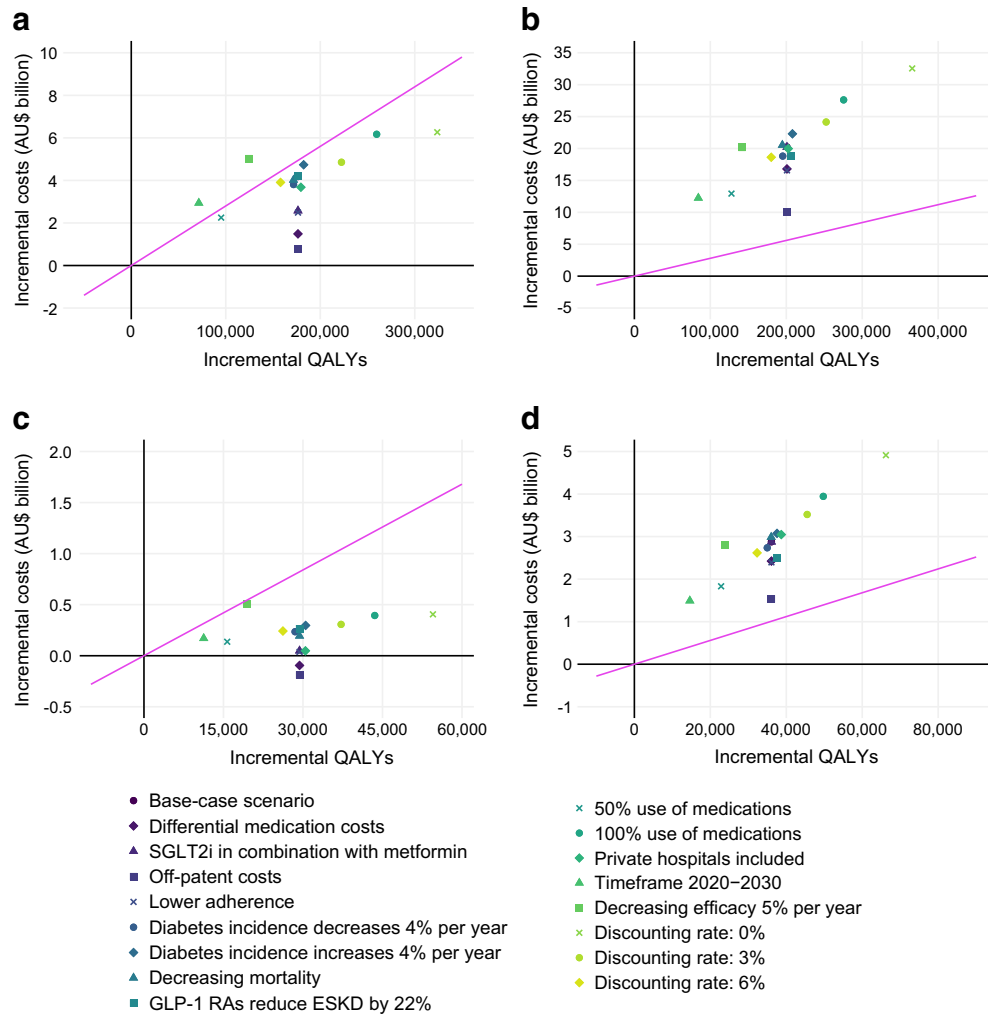 a
Incremental costs (AU$ billion)
10
8
6
4
2
0
-2
0 100,000 200,000 300,000
Incremental QALYs
b
Incremental costs (AU$ billion)
35
30
25
20
15
10
5
0
-5
0 100,000 200,000 300,000 400,000
Incremental QALYs
c
Incremental costs (AU$ billion)
2.0
1.5
1.0
0.5
0.0
-0.5
0 15,000 30,000 45,000 60,000
Incremental QALYs
d
Incremental costs (AU$ billion)
5
4
3
2
1
0
-1
0 20,000 40,000 60,000 80,000
Incremental QALYs
Base-case scenario
Differential medication costs
SGLT2i in combination with metformin
Off-patent costs
Lower adherence
Diabetes incidence decreases 4% per year
Diabetes incidence increases 4% per year
Decreasing mortality
GLP-1 RAs reduce ESKD by 22%
50% use of medications
100% use of medications
Private hospitals included
Timeframe 2020−2030
Decreasing efficacy 5% per year
Discounting rate: 0%
Discounting rate: 3%
Discounting rate: 6%